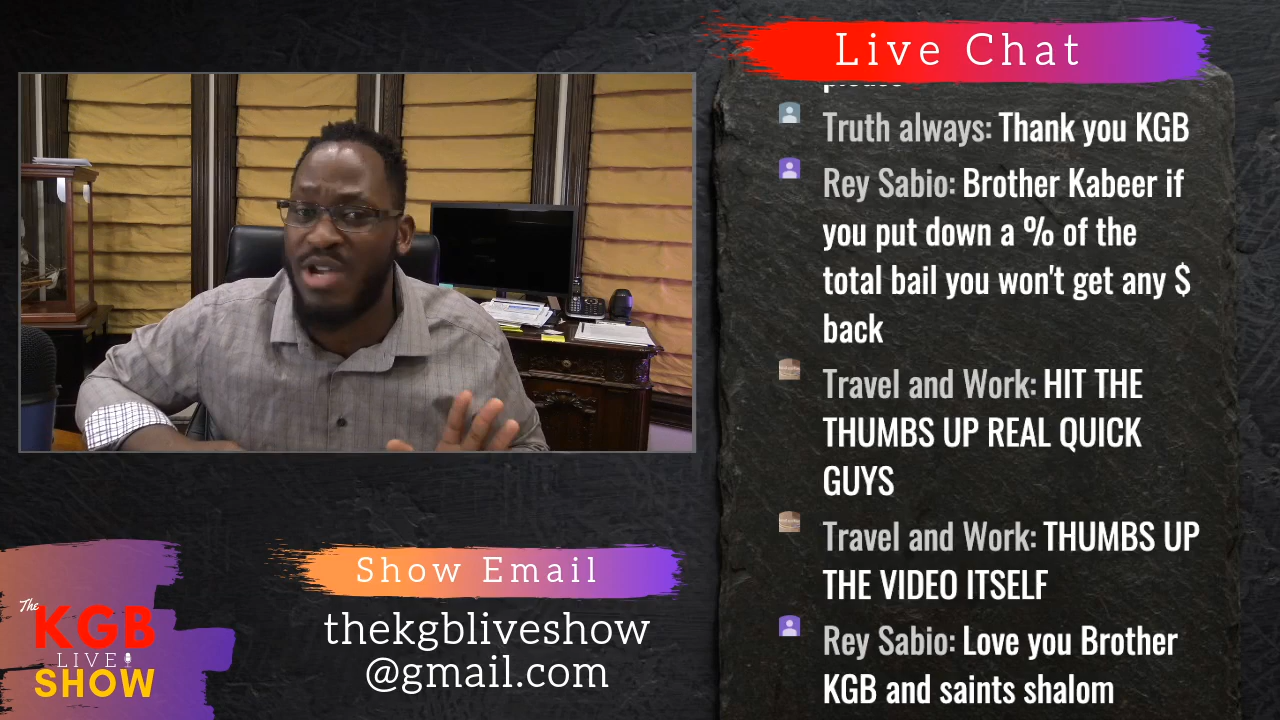 Live Chat
please
Truth always: Thank you KGB
Rey Sabio: Brother Kabeer if
you put down a % of the
total bail you won't get any $
back
Travel and Work: HIT THE
THUMBS UP REAL QUICK
GUYS
Travel and Work: THUMBS UP
THE VIDEO ITSELF
Rey Sabio: Love you Brother
KGB and saints shalom
Show Email
thekgbliveshow
@gmail.com
The
KGB
LIVE
SHOW